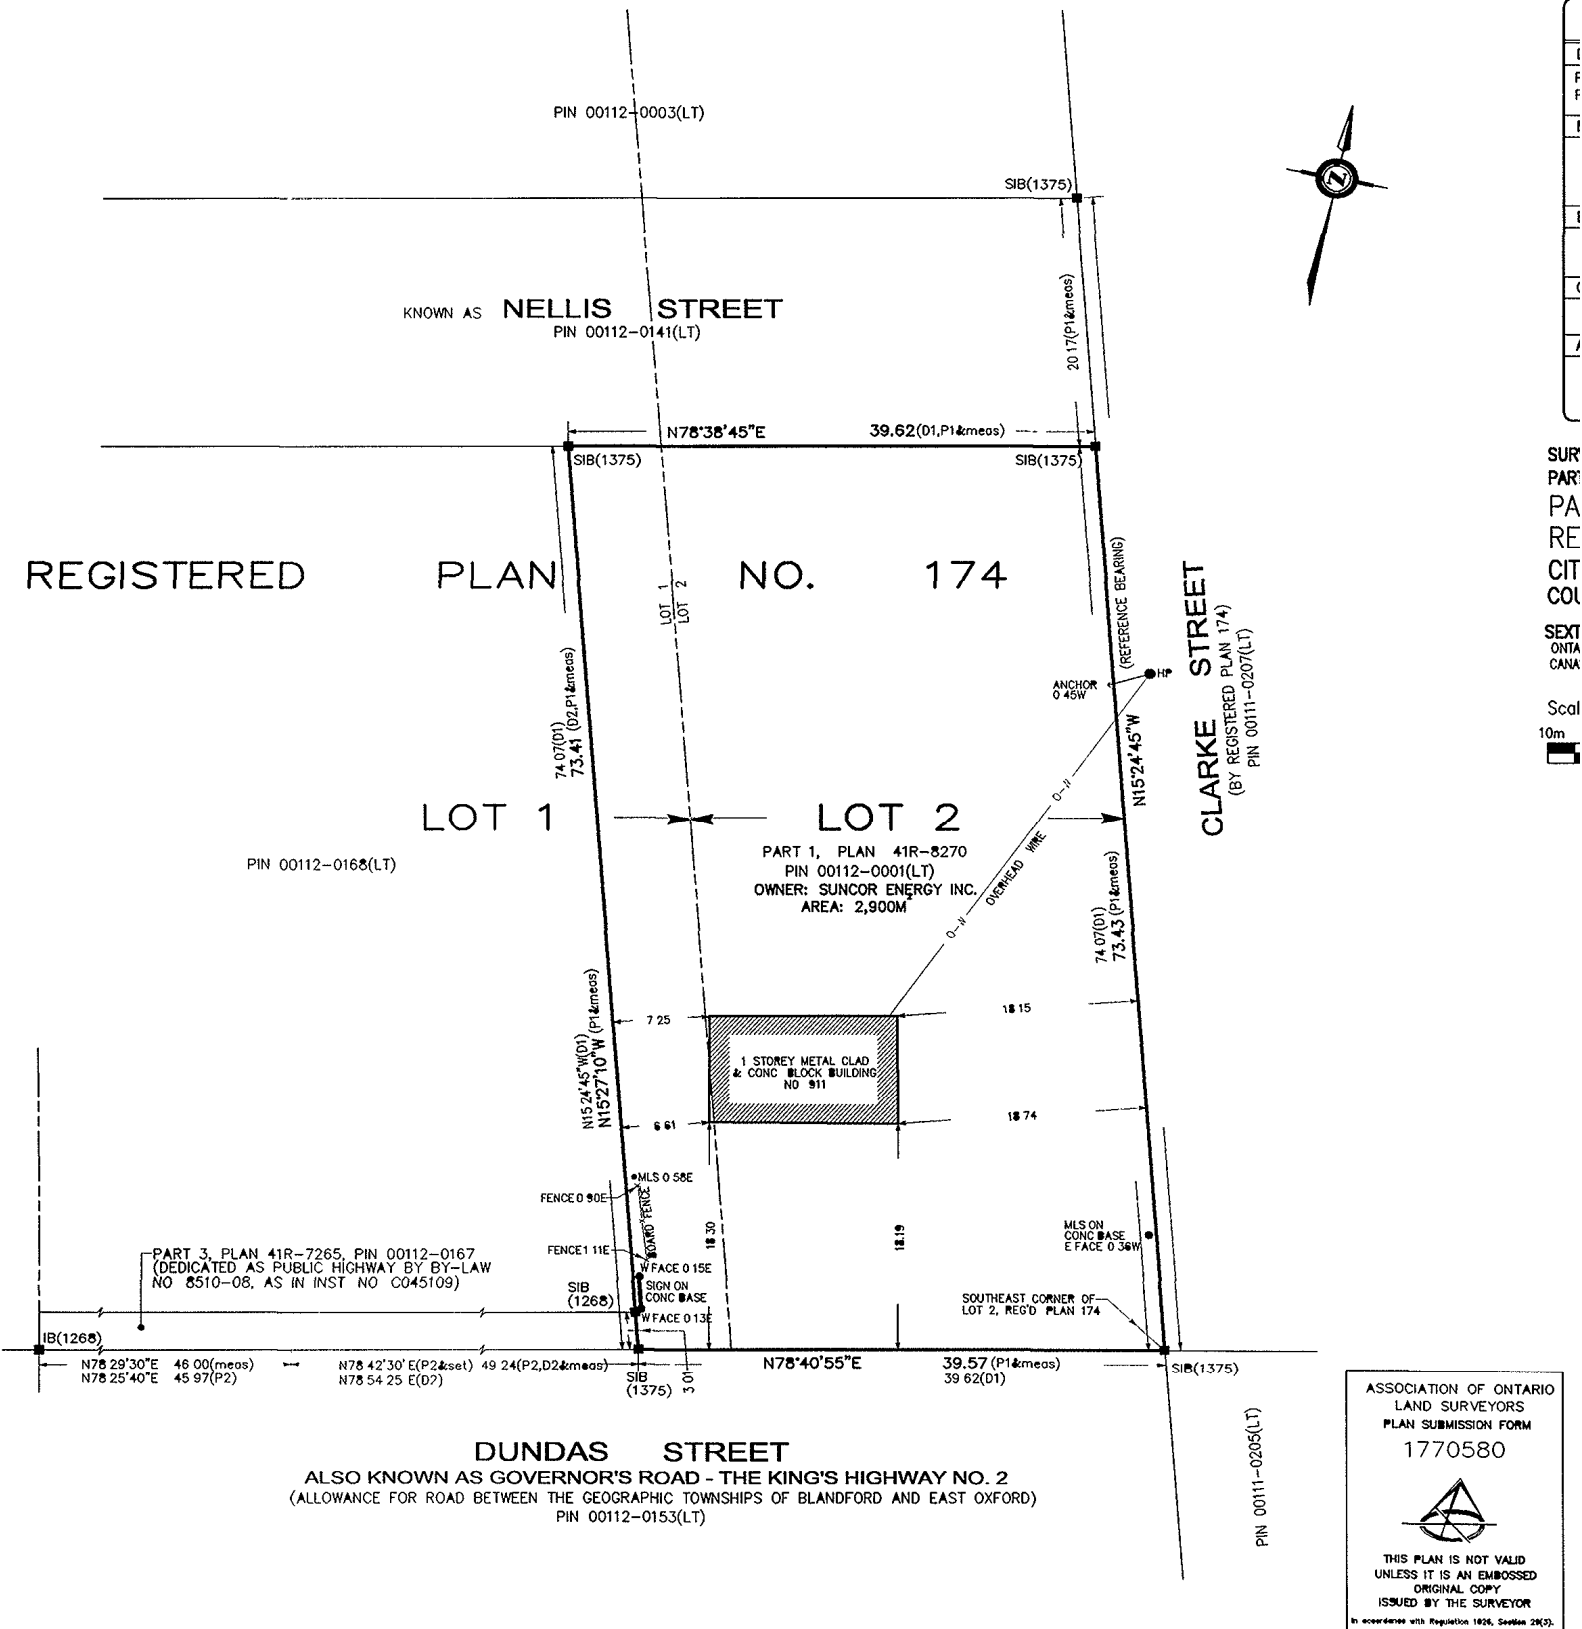 PIN 00112-0003(LT)
SIB(1375)
KNOWN AS NELLIS STREET
PIN 00112-0141(LT)
20 17(P1&meas)
N78°38'45"E 39.62(D1,P1&meas)
SIB(1375)
SIB(1375)
REGISTERED PLAN NO. 174
LOT 1
LOT 2
(REFERENCE BEARING)
N15°24'45"W
ANCHOR
0 45W
HP
CLARKE STREET
(BY REGISTERED PLAN 174)
PIN 00111-0207(LT)
74 07(D1)
73.41 (D2,P1&meas)
LOT 1
LOT 2
PIN 00112-0168(LT)
PART 1, PLAN 41R-8270
PIN 00112-0001(LT)
OWNER: SUNCOR ENERGY INC.
AREA: 2,900M2
OVERHEAD WIRE
O-W
O-W
74 07(D1)
73.43 (P1&meas)
N15 24'45"W(D1)
N15°27'10"W (P1&meas)
7 25
18 15
1 STOREY METAL CLAD
& CONC BLOCK BUILDING
NO 911
6 61
18 74
MLS 0 58E
FENCE 0 90E
BOARD FENCE
FENCE 1 11E
W FACE 0 15E
SIGN ON
CONC BASE
W FACE 0 13E
18 30
18.19
MLS ON
CONC BASE
E FACE 0 36W
PART 3, PLAN 41R-7265, PIN 00112-0167
(DEDICATED AS PUBLIC HIGHWAY BY BY-LAW
NO 8510-08, AS IN INST NO CO45109)
SIB
(1268)
SOUTHEAST CORNER OF
LOT 2, REG'D PLAN 174
IB(1268)
N78 29'30"E 46 00(meas)
N78 25'40"E 45 97(P2)
N78 42'30' E(P2&set) 49 24(P2,D2&meas)
N78 54 25 E(D2)
SIB
(1375)
3 01
N78°40'55"E 39.57 (P1&meas)
39 62(D1)
SIB(1375)
DUNDAS STREET
ALSO KNOWN AS GOVERNOR'S ROAD - THE KING'S HIGHWAY NO. 2
(ALLOWANCE FOR ROAD BETWEEN THE GEOGRAPHIC TOWNSHIPS OF BLANDFORD AND EAST OXFORD)
PIN 00112-0153(LT)
PIN 00111-0205(LT)
Z
SUR
PART
PA
RE
CIT
COU
SEXT
ONTA
CANA
Scal
10m
ASSOCIATION OF ONTARIO
LAND SURVEYORS
PLAN SUBMISSION FORM
1770580
THIS PLAN IS NOT VALID
UNLESS IT IS AN EMBOSSED
ORIGINAL COPY
ISSUED BY THE SURVEYOR
In accordance with Regulation 1026, Section 29(3).